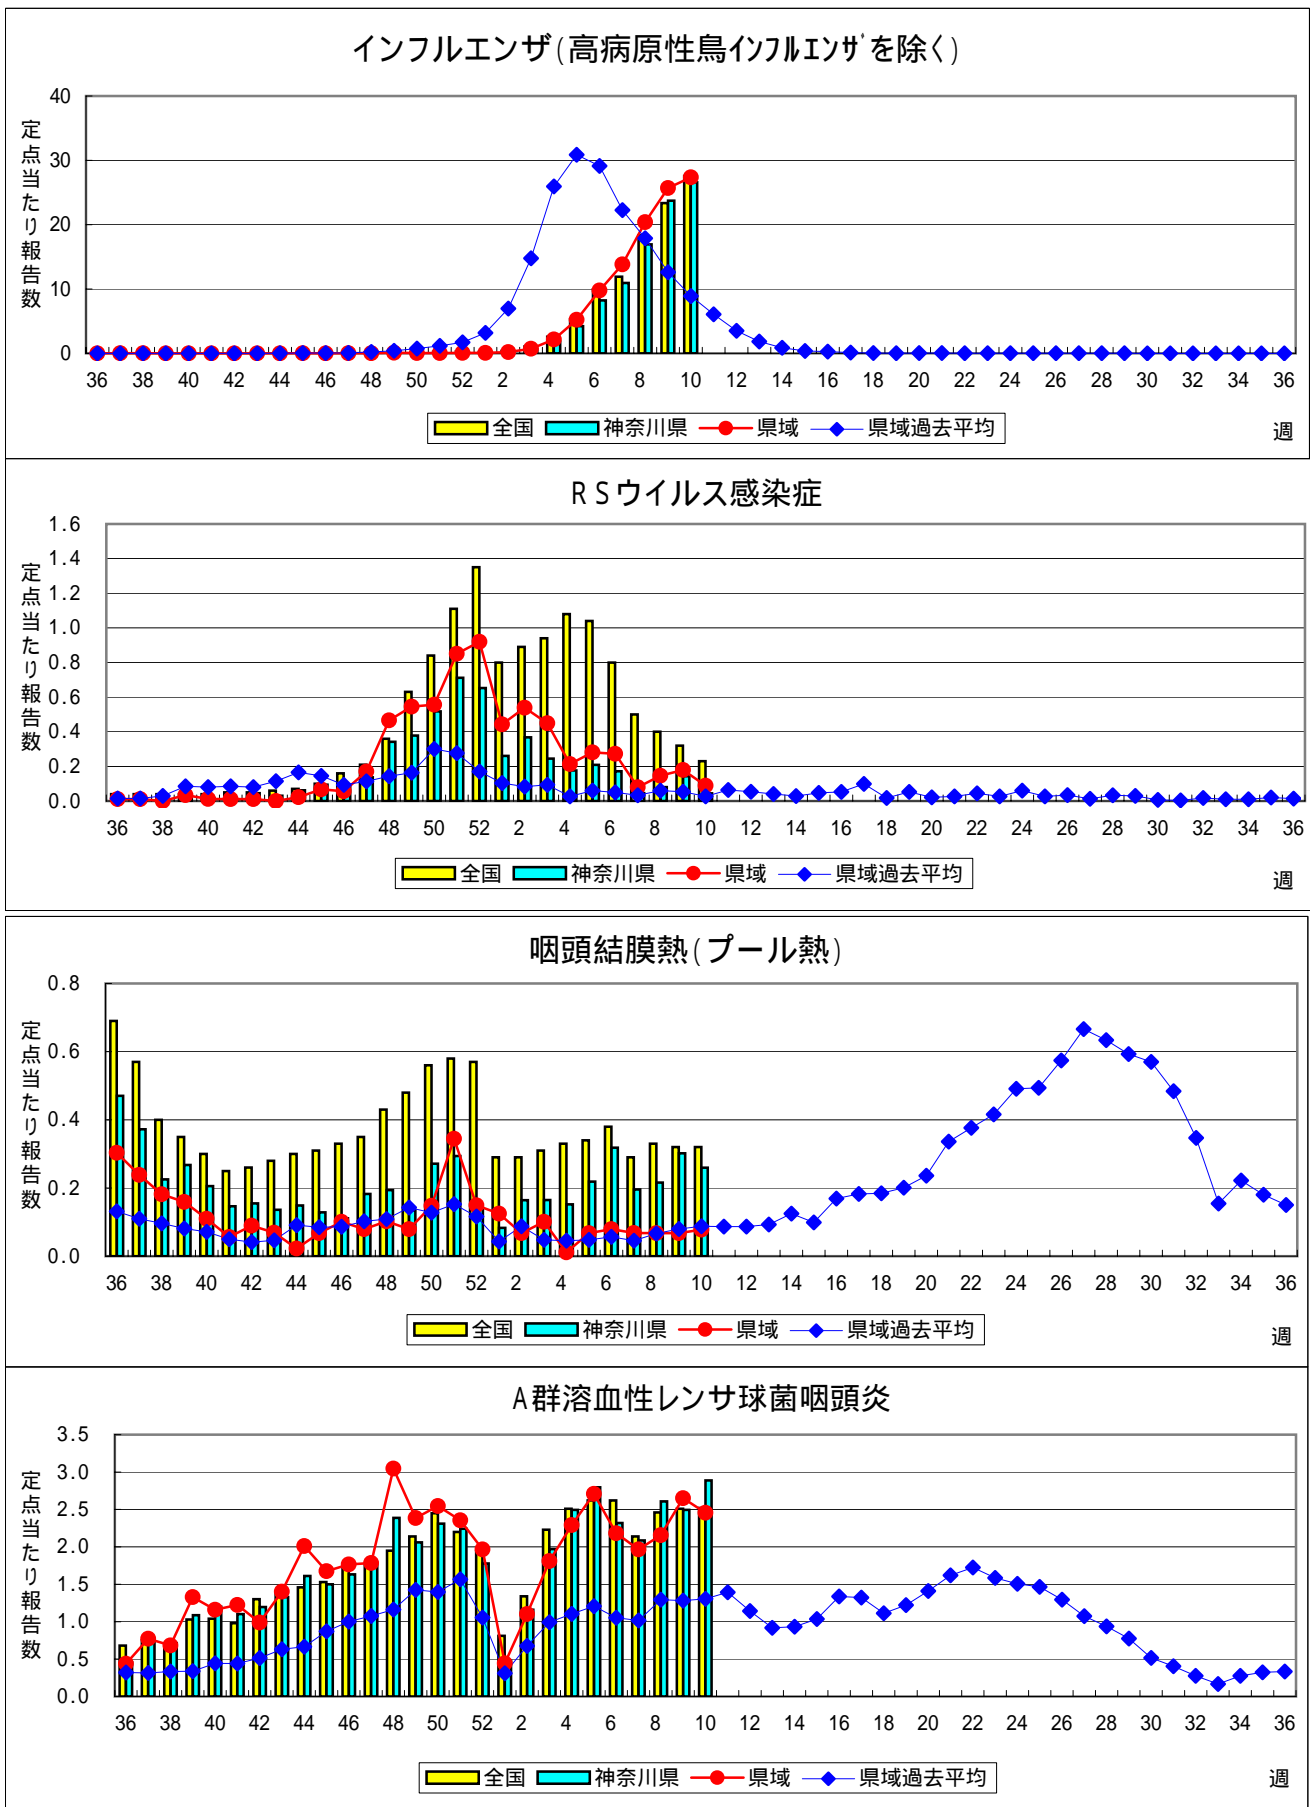 インフルエンザ(高病原性鳥インフルエンザを除く)
定点当たり報告数
40
30
20
10
0
36 38 40 42 44 46 48 50 52 2 4 6 8 10 12 14 16 18 20 22 24 26 28 30 32 34 36
全国 神奈川県 県域 県域過去平均
週
RSウイルス感染症
定点当たり報告数
1.6
1.4
1.2
1.0
0.8
0.6
0.4
0.2
0.0
36 38 40 42 44 46 48 50 52 2 4 6 8 10 12 14 16 18 20 22 24 26 28 30 32 34 36
全国 神奈川県 県域 県域過去平均
週
咽頭結膜熱(プール熱)
定点当たり報告数
0.8
0.6
0.4
0.2
0.0
36 38 40 42 44 46 48 50 52 2 4 6 8 10 12 14 16 18 20 22 24 26 28 30 32 34 36
全国 神奈川県 県域 県域過去平均
週
A群溶血性レンサ球菌咽頭炎
定点当たり報告数
3.5
3.0
2.5
2.0
1.5
1.0
0.5
0.0
36 38 40 42 44 46 48 50 52 2 4 6 8 10 12 14 16 18 20 22 24 26 28 30 32 34 36
全国 神奈川県 県域 県域過去平均
週